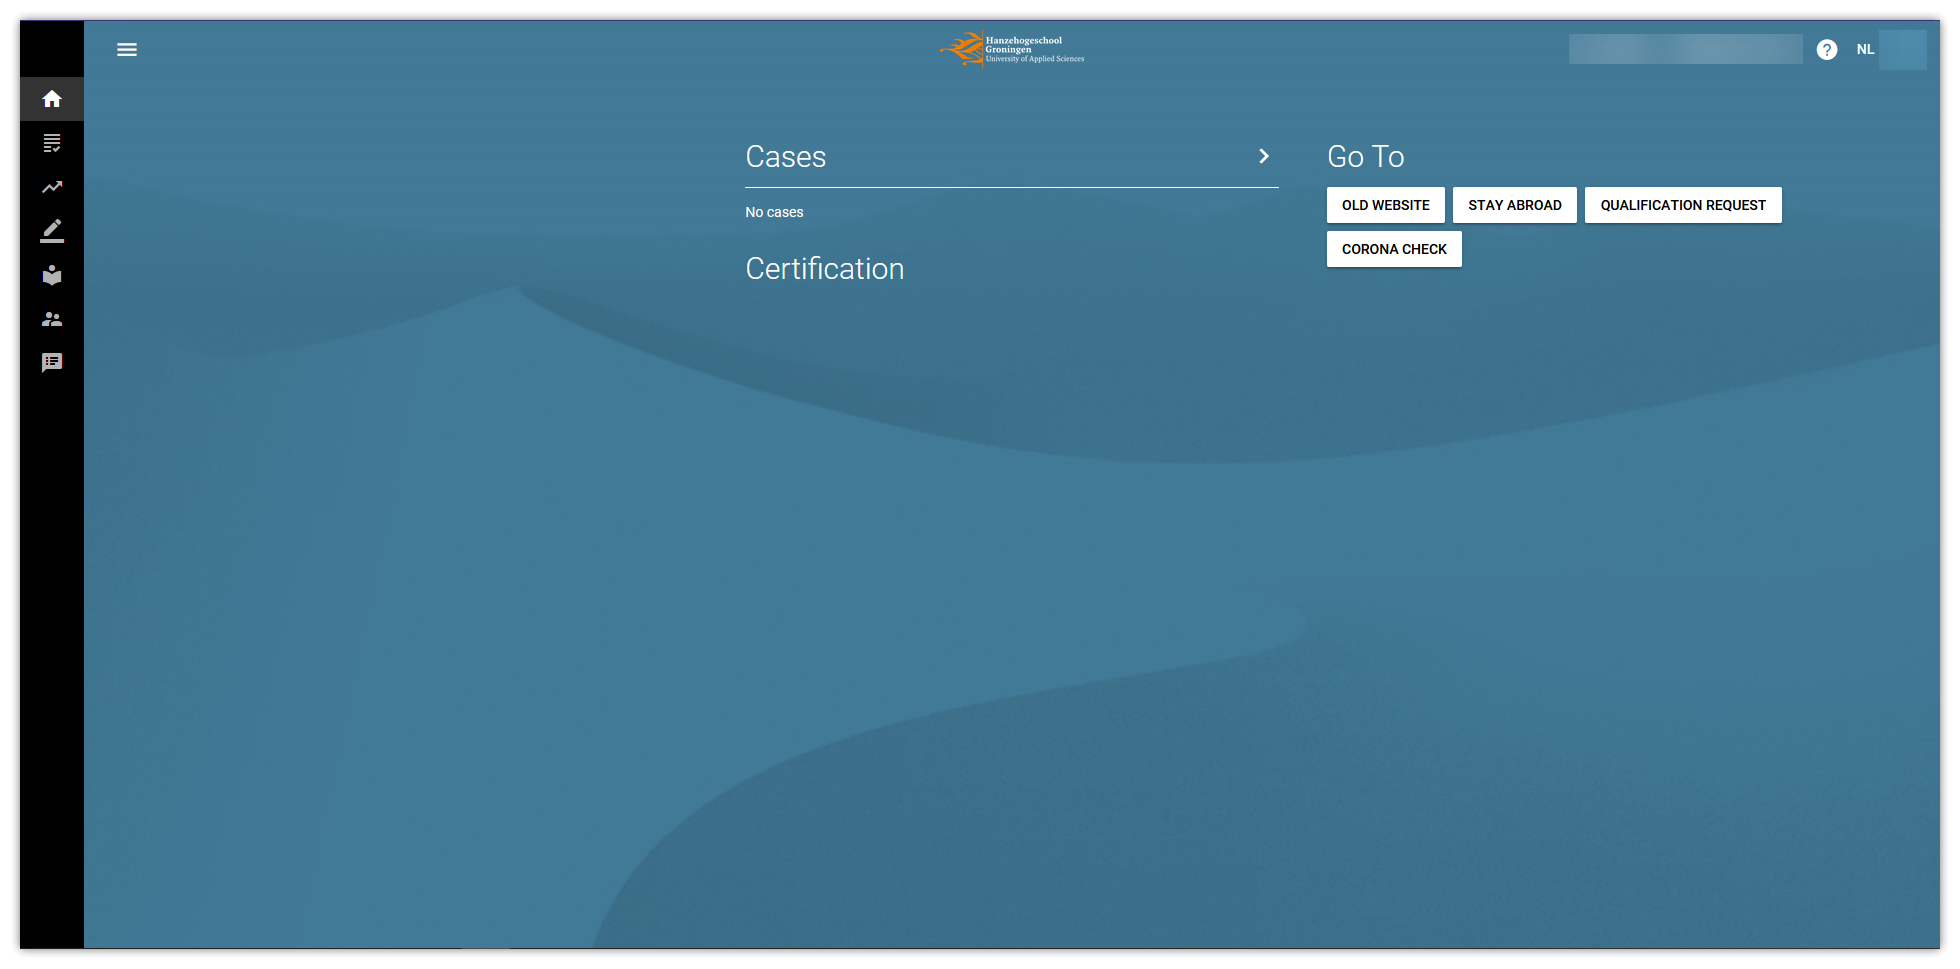 Hanzehogeschool
Groningen
University of Applied Sciences
?
NL
Cases
No cases
Certification
Go To
OLD WEBSITE
STAY ABROAD
QUALIFICATION REQUEST
CORONA CHECK